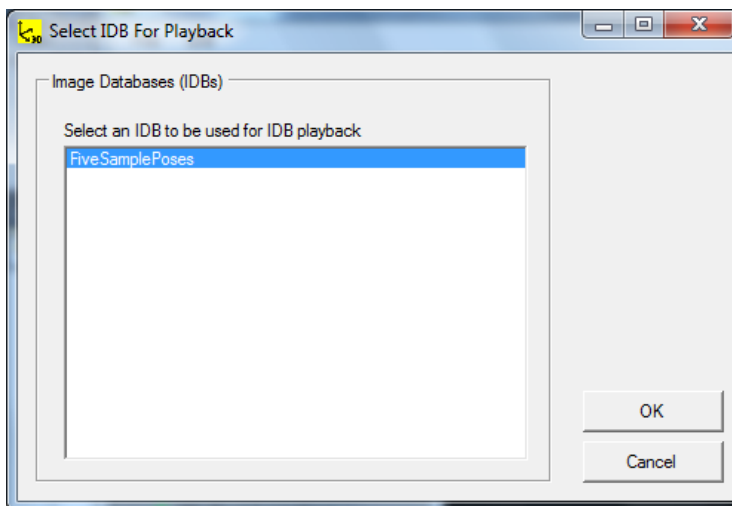 Select IDB For Playback
Image Databases (IDBs)
Select an IDB to be used for IDB playback
FiveSamplePoses
OK
Cancel